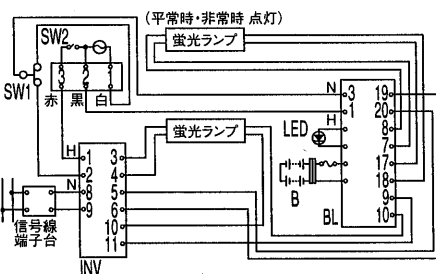 (平常時・非常時 点灯)
蛍光ランプ
SW2
SW1
3 2 1
赤 黒 白
N 3 19
1 20
H 8
LED 7
17
18
B 9
BL 10
蛍光ランプ
H 1 3
2 4
N 8 5
9 6
10
11
信号線
端子台
INV